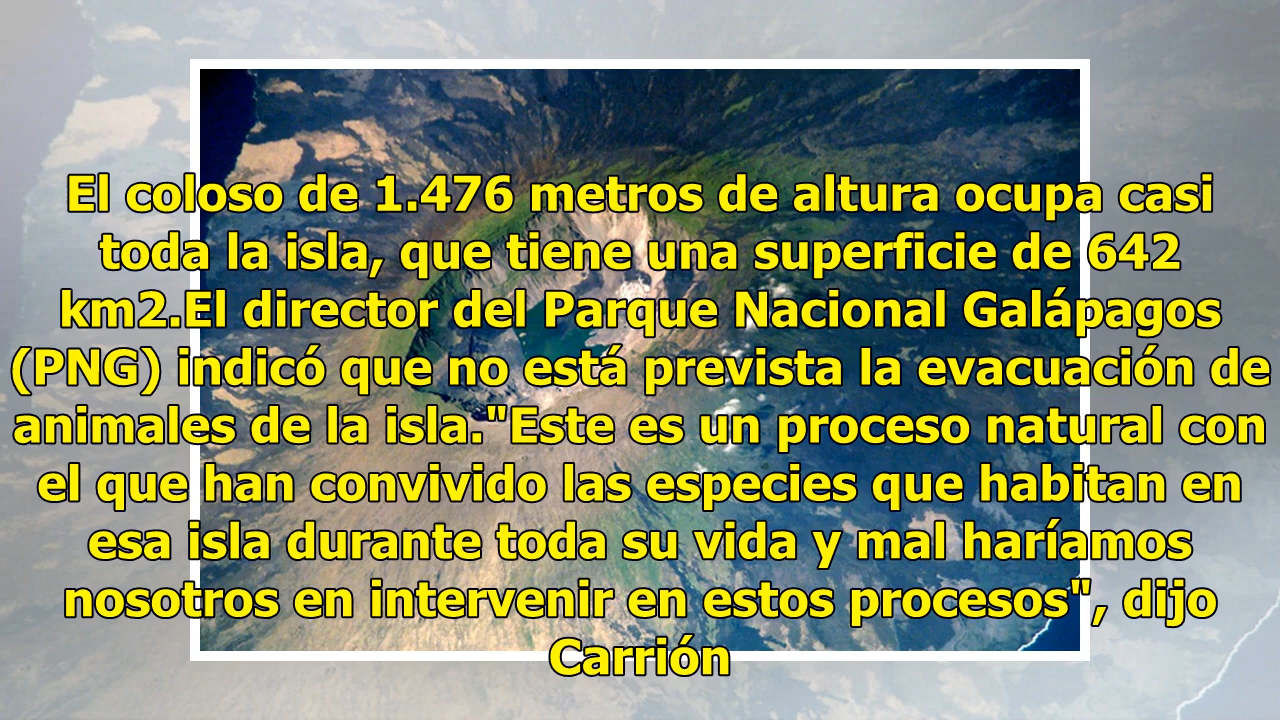 El coloso de 1.476 metros de altura ocupa casi
toda la isla, que tiene una superficie de 642
km2.El director del Parque Nacional Galápagos
(PNG) indicó que no está prevista la evacuación de
animales de la isla."Este es un proceso natural con
el que han convivido las especies que habitan en
esa isla durante toda su vida y mal haríamos
nosotros en intervenir en estos procesos", dijo
Carrión